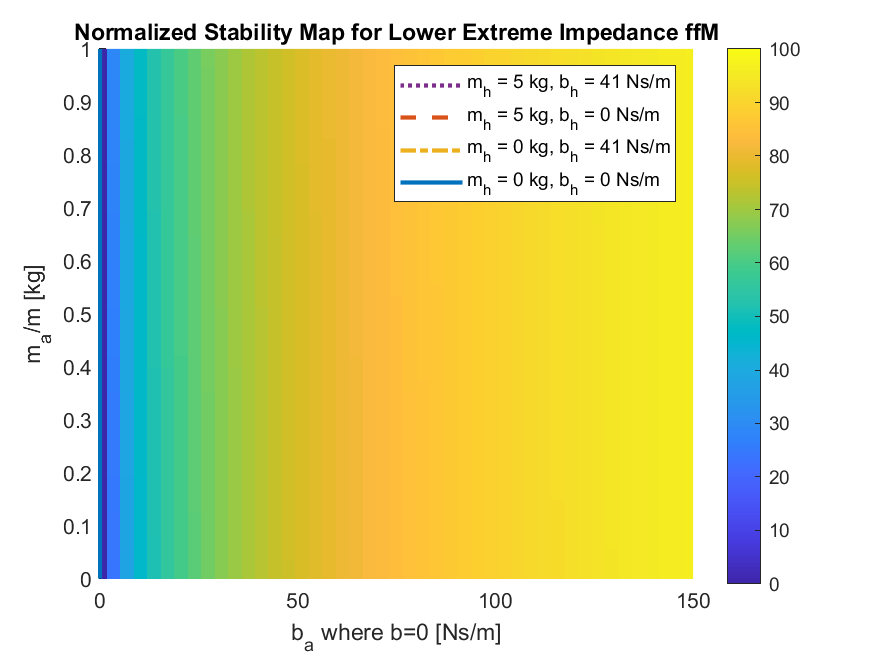 Normalized Stability Map for Lower Extreme Impedance ffM
m_h = 5 kg, b_h = 41 Ns/m
m_h = 5 kg, b_h = 0 Ns/m
m_h = 0 kg, b_h = 41 Ns/m
m_h = 0 kg, b_h = 0 Ns/m
m_a/m [kg]
1
0.9
0.8
0.7
0.6
0.5
0.4
0.3
0.2
0.1
0
0 50 100 150
b_a where b=0 [Ns/m]
100
90
80
70
60
50
40
30
20
10
0